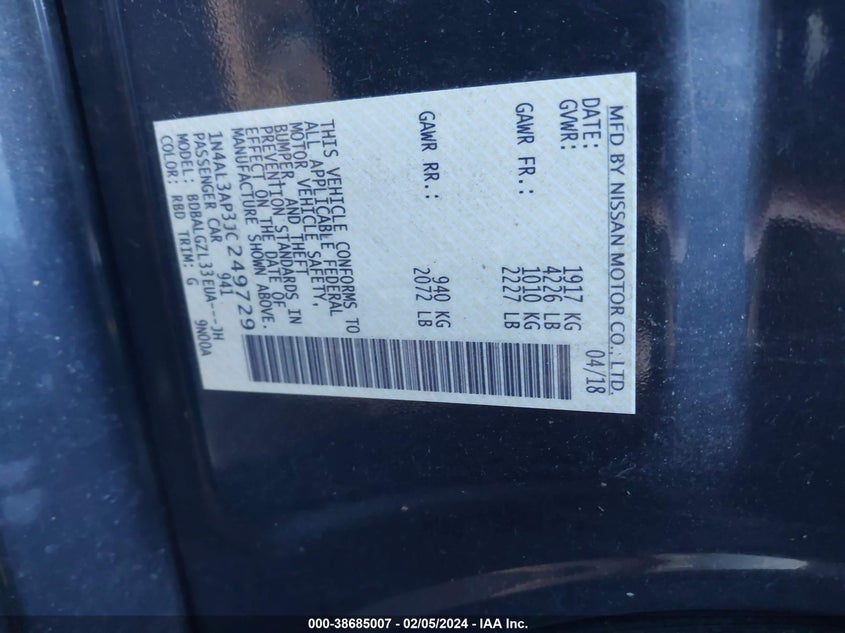 MFD BY NISSAN MOTOR CO., LTD.
DATE: 04/18
GVWR: 1917 KG
4226 LB
GAWR FR.: 1010 KG
2227 LB
GAWR RR.: 940 KG
2072 LB
THIS VEHICLE CONFORMS TO
ALL APPLICABLE FEDERAL
MOTOR VEHICLE SAFETY,
BUMPER, AND THEFT
PREVENTION STANDARDS IN
EFFECT ON THE DATE OF
MANUFACTURE SHOWN ABOVE.
1N4AL3AP3JC249729
PASSENGER CAR 941
MODEL: BDBALGZL33EUA---JH
COLOR: RBD TRIM: G 9N00A
000-38685007 - 02/05/2024 - IAA Inc.